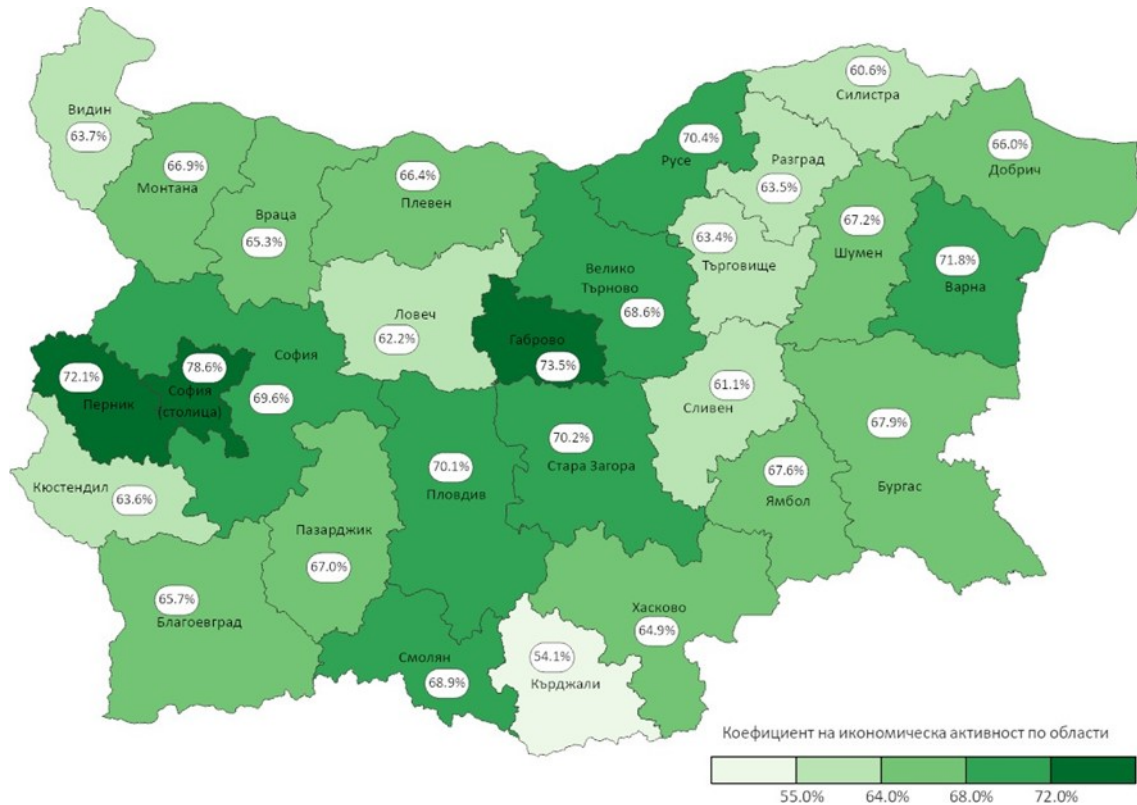 60.6%
Силистра
Видин
63.7%
70.4%
Русе
66.0%
Добрич
66.9%
Монтана
66.4%
Плевен
Разград
63.5%
Враца
65.3%
67.2%
Шумен
63.4%
Търговище
71.8%
Варна
Велико
Търново
68.6%
Ловеч
62.2%
Габрово
73.5%
София
69.6%
72.1%
Перник
78.6%
София
(столица)
61.1%
Сливен
67.9%
Бургас
70.2%
Стара Загора
70.1%
Пловдив
67.6%
Ямбол
Кюстендил
63.6%
Пазарджик
67.0%
65.7%
Благоевград
Хасково
64.9%
Смолян
68.9%
54.1%
Кърджали
Коефициент на икономическа активност по области
55.0% 64.0% 68.0% 72.0%